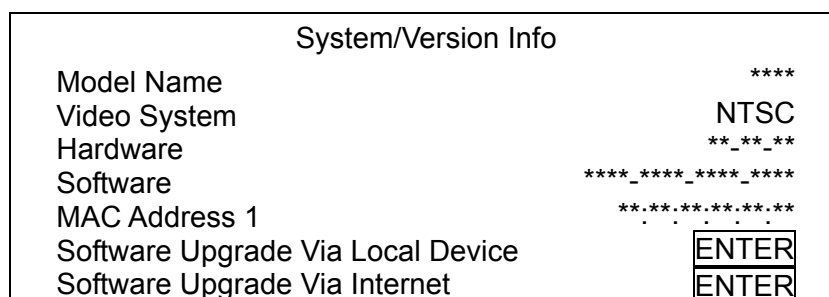 System/Version Info
Model Name ****
Video System NTSC
Hardware **-**-**
Software ****-****-****-****
MAC Address 1 **:**:**:**:**:**
Software Upgrade Via Local Device ENTER
Software Upgrade Via Internet ENTER